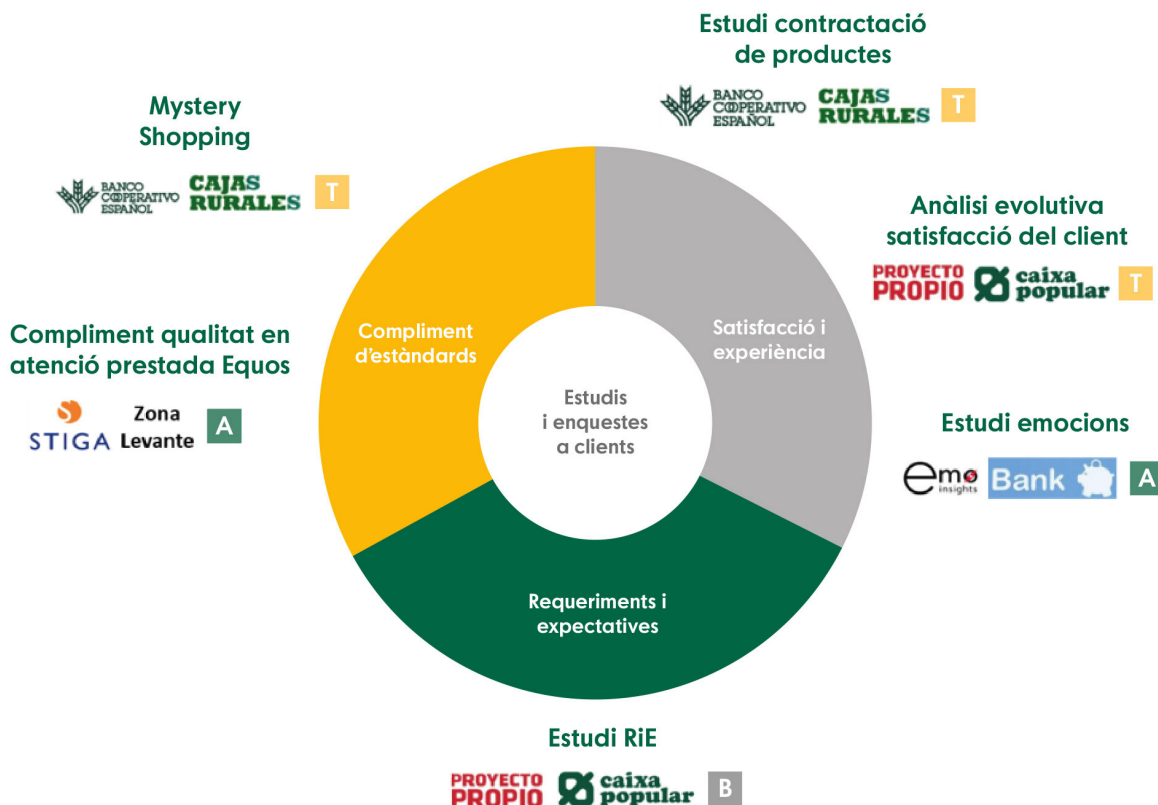 Estudi contractació
de productes
BANCO
COOPERATIVO
ESPAÑOL
CAJAS
RURALES
T
Mystery
Shopping
BANCO
COOPERATIVO
ESPAÑOL
CAJAS
RURALES
T
Anàlisi evolutiva
satisfacció del client
PROYECTO
PROPIO
caixa
popular
T
Compliment qualitat en
atenció prestada Equos
STIGA
Zona
Levante
A
Compliment
d'estàndards
Satisfacció i
experiència
Estudis
i enquestes
a clients
Estudi emocions
emo
insights
Bank
A
Requeriments i
expectatives
Estudi RiE
PROYECTO
PROPIO
caixa
popular
B